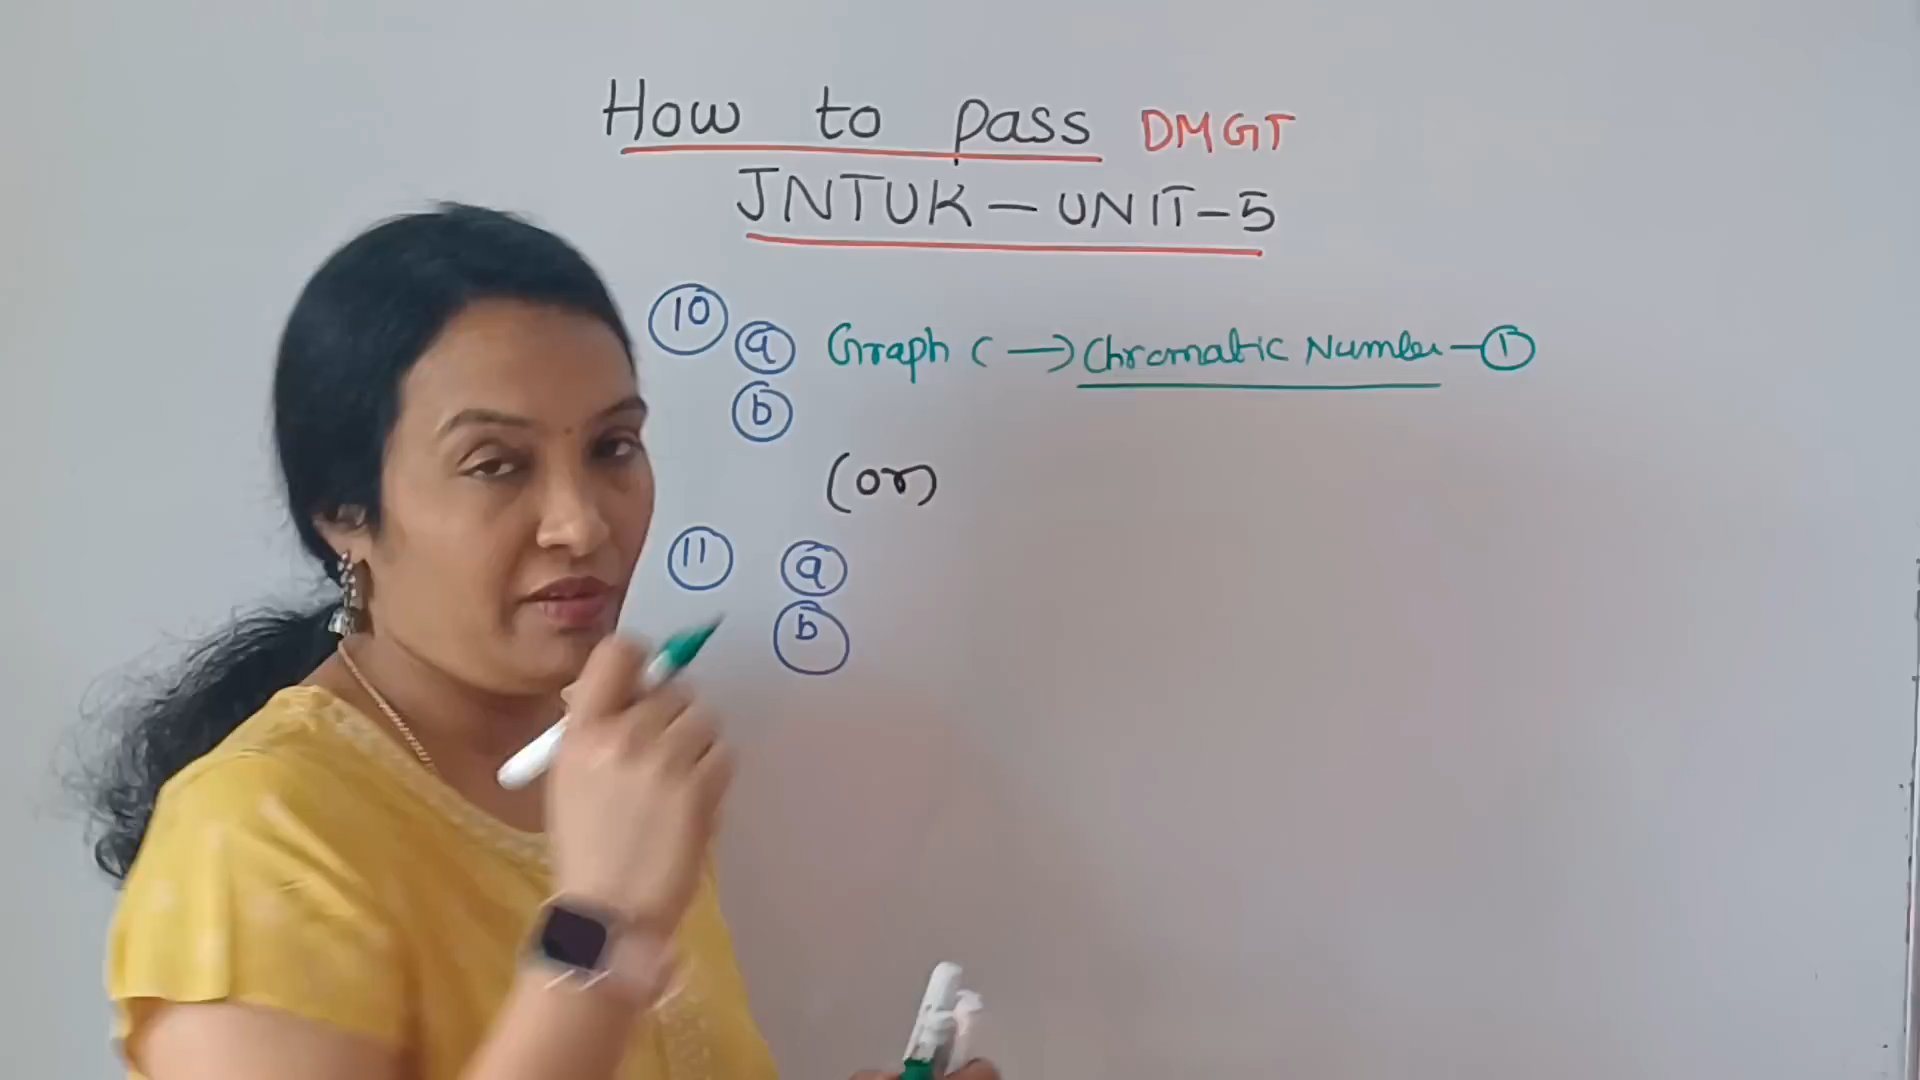 How to pass DMGT
JNTUK - UNIT-5
10 a Graph ( → Chromatic Number - 1
b
(or)
11 a
b